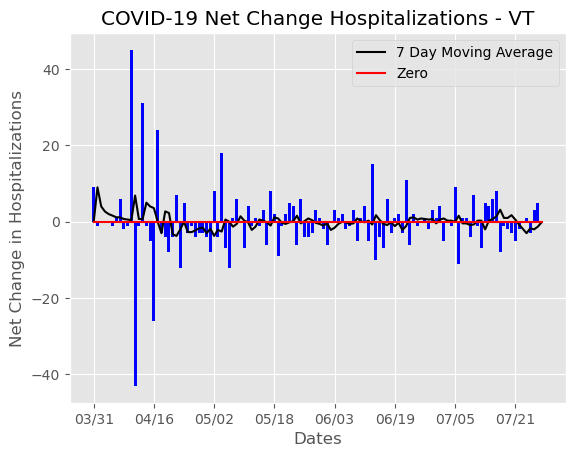 COVID-19 Net Change Hospitalizations - VT
7 Day Moving Average
Zero
Net Change in Hospitalizations
40
20
0
−20
−40
03/31 04/16 05/02 05/18 06/03 06/19 07/05 07/21
Dates